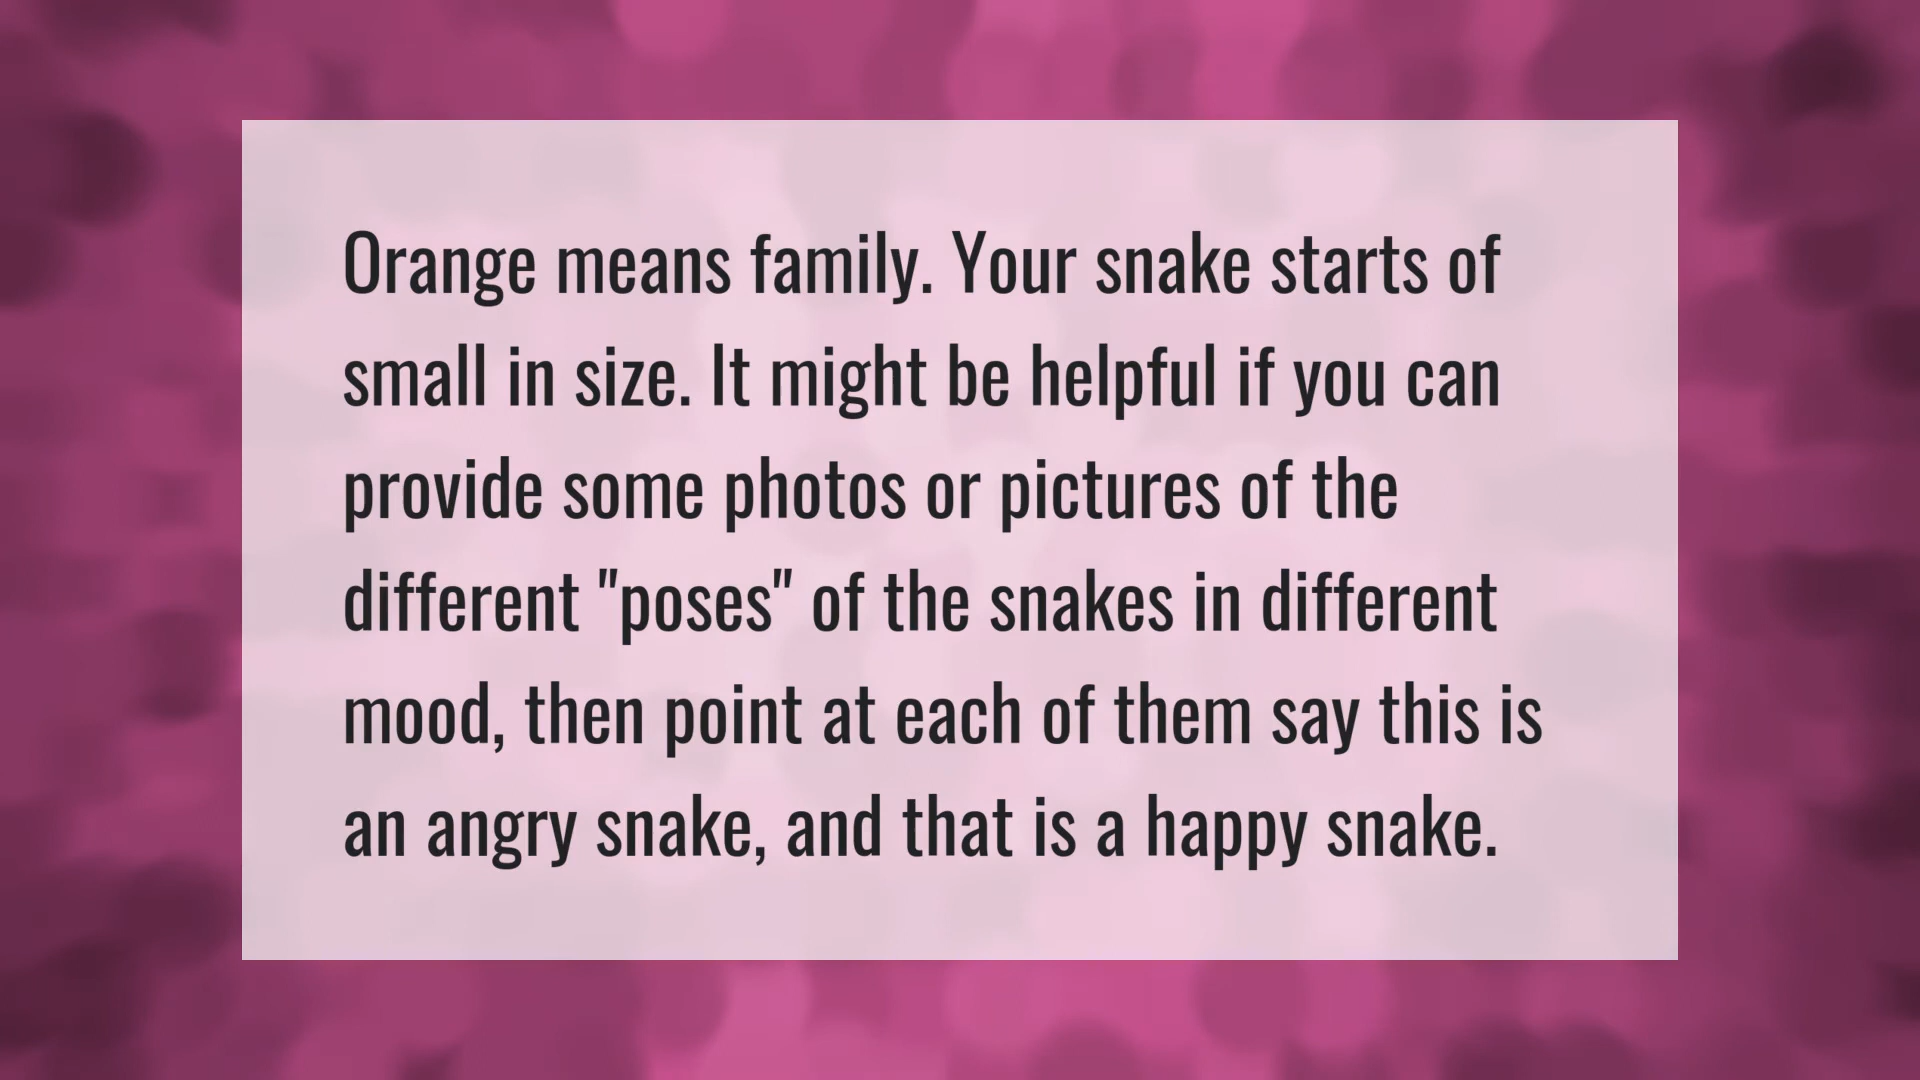 Orange means family. Your snake starts of
small in size. It might be helpful if you can
provide some photos or pictures of the
different "poses" of the snakes in different
mood, then point at each of them say this is
an angry snake, and that is a happy snake.